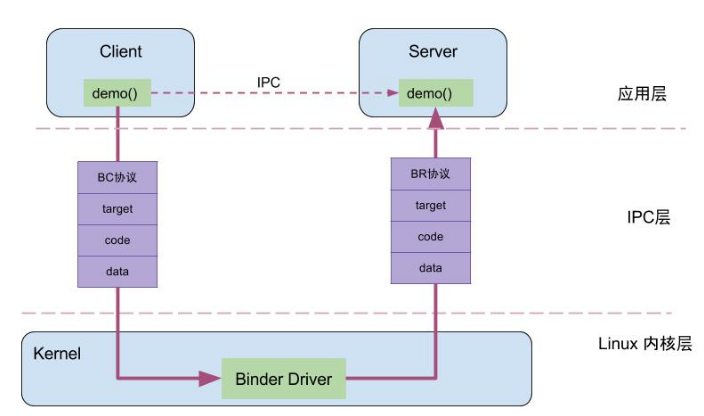 Client
Server
demo()
IPC
demo()
应用层
BC协议
target
code
data
BR协议
target
code
data
IPC层
Linux 内核层
Kernel
Binder Driver